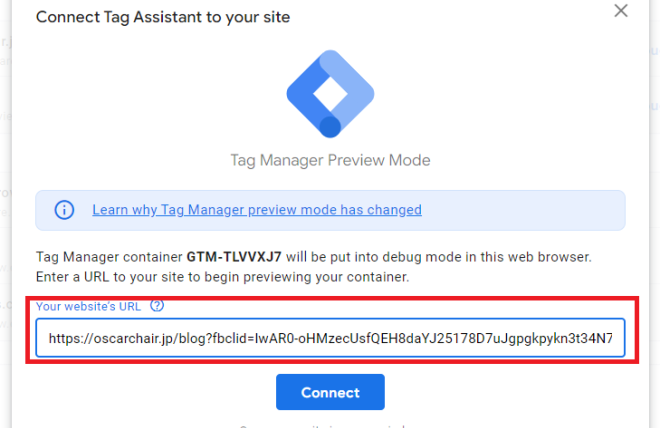 Connect Tag Assistant to your site
Tag Manager Preview Mode
Learn why Tag Manager preview mode has changed
Tag Manager container GTM-TLVVXJ7 will be put into debug mode in this web browser.
Enter a URL to your site to begin previewing your container.
Your website's URL
https://oscarchair.jp/blog?fbclid=IwAR0-oHMzecUsfQEH8daYJ25178D7uJgpgkpykn3t34N7
Connect